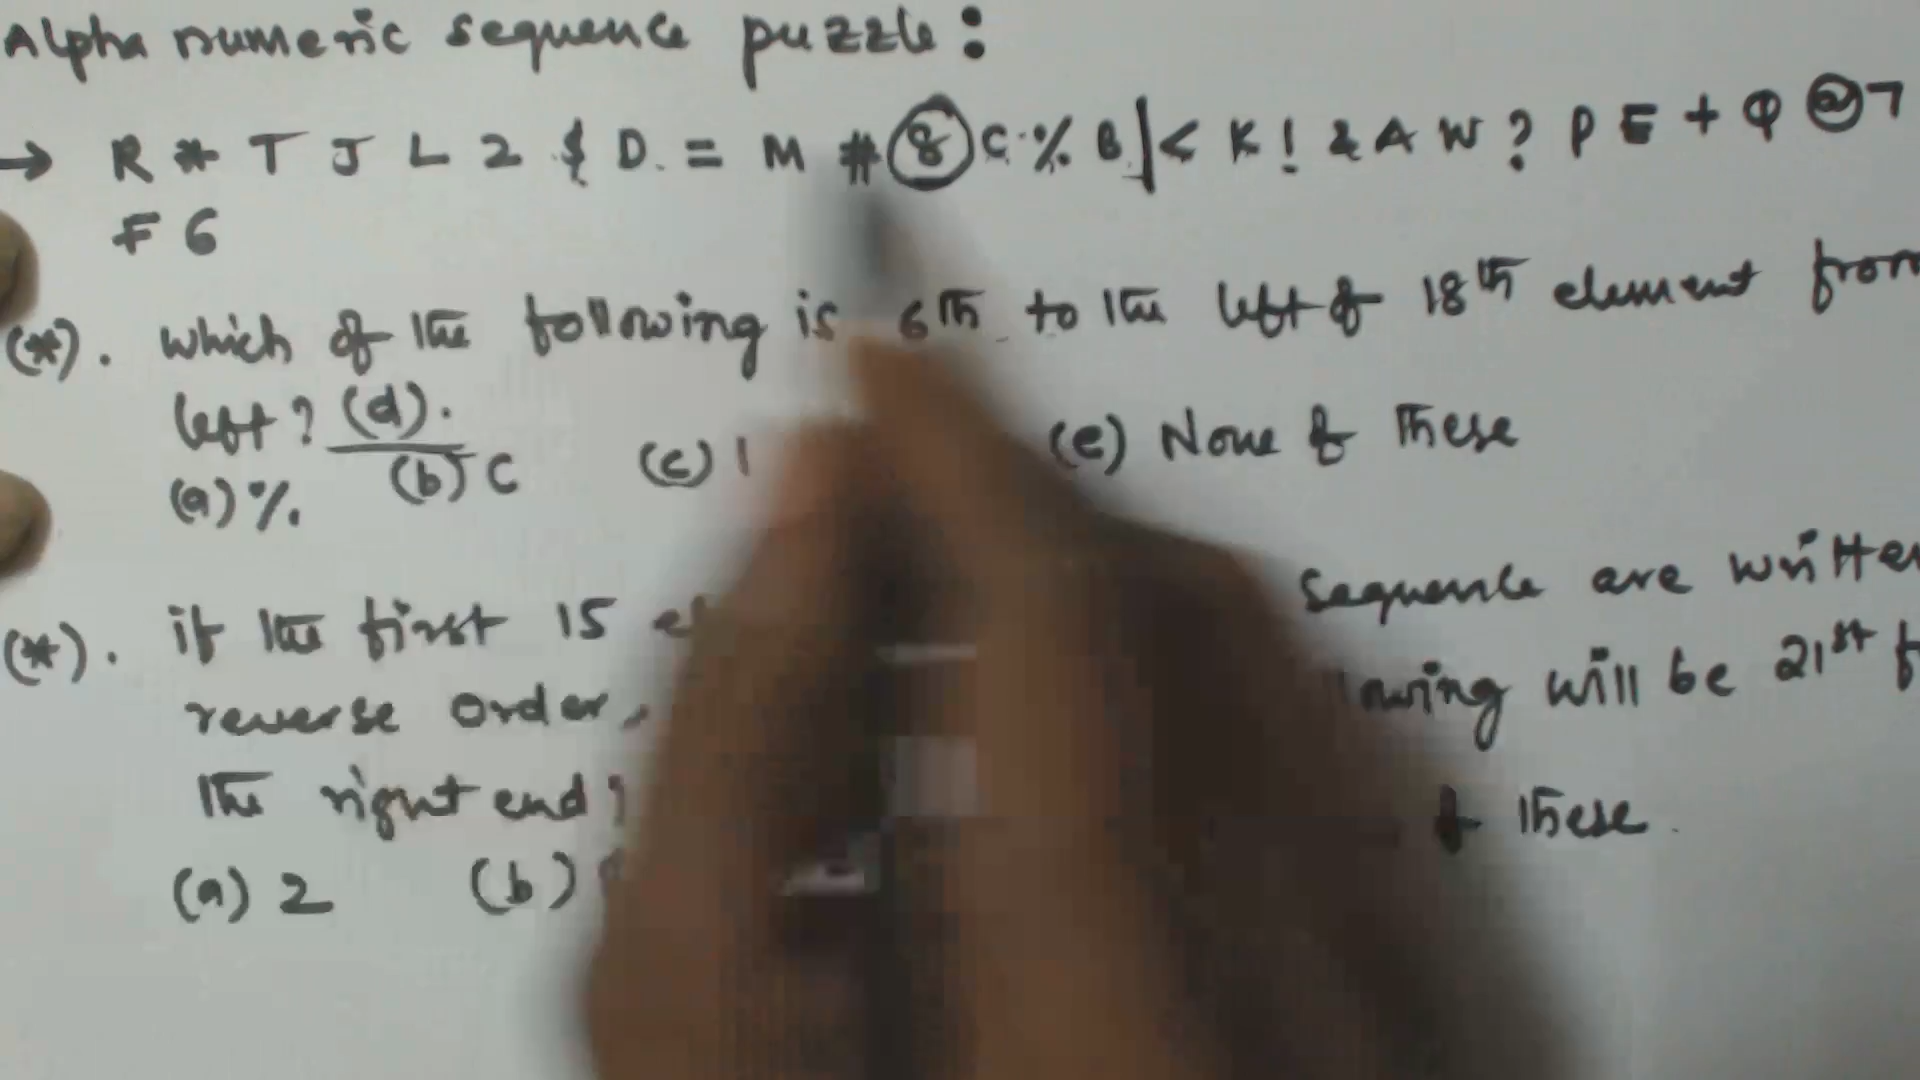 Alpha numeric sequence puzzle:
→ R * T J L 2 $ D = M # 8 C % B | < K ! & A W ? P E + Q @ 7
F 6
(*). which of the following is 6th to the left of 18th element from
left? (d).
(a) % (b) C (c) (e) None of these
(*). if the first 15 sequence are written
reverse order, will be 21st
the right end these.
(a) 2 (b)